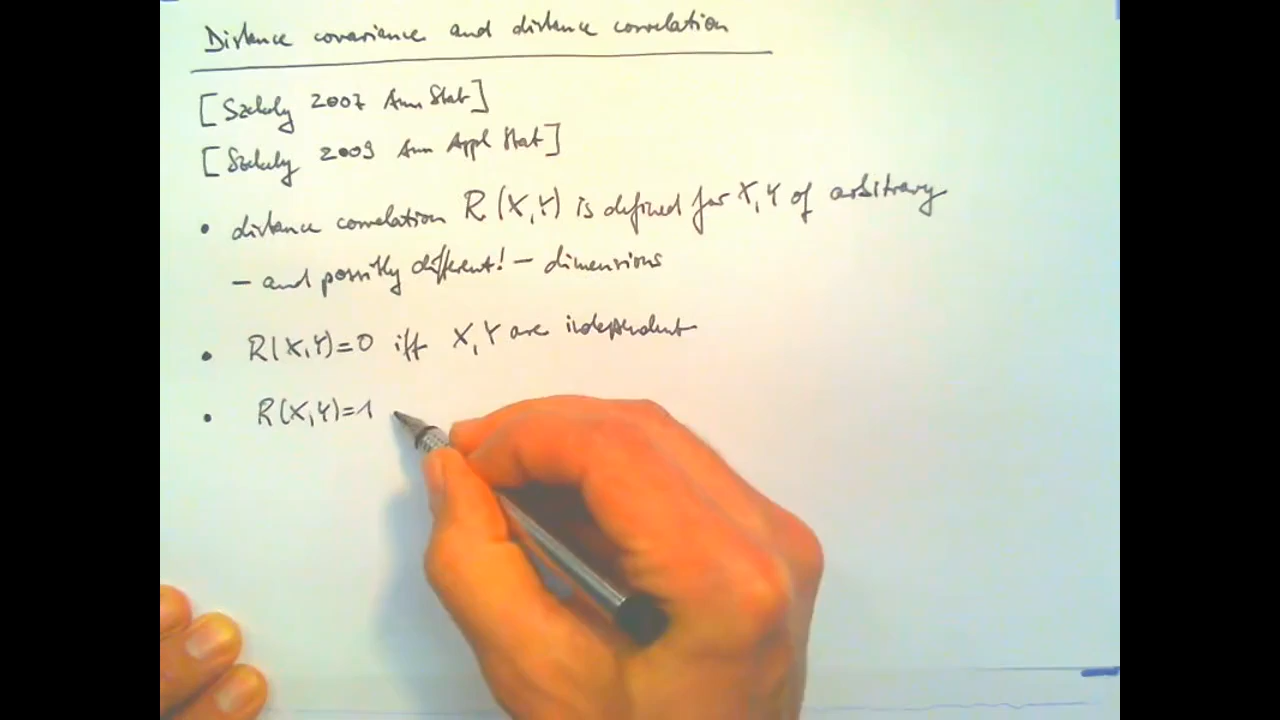 Distance covariance and distance correlation
[Szekely 2007 Ann Stat]
[Szekely 2009 Ann Appl Stat]
• distance correlation R(X,Y) is defined for X,Y of arbitrary
– and possibly different! – dimensions
• R(X,Y)=0 iff X,Y are independent
• R(X,Y)=1